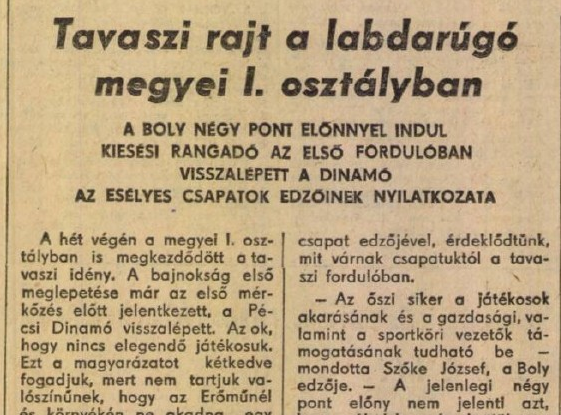 Tavaszi rajt a labdarúgó
megyei I. osztályban
A BOLY NÉGY PONT ELŐNNYEL INDUL
KIESÉSI RANGADÓ AZ ELSŐ FORDULÓBAN
VISSZALÉPETT A DINAMÓ
AZ ESÉLYES CSAPATOK EDZŐINEK NYILATKOZATA
A hét végén a megyei I. osz-
tályban is megkezdődött a ta-
vaszi idény. A bajnokság első
meglepetése már az első mér-
kőzés előtt jelentkezett, a Pé-
csi Dinamó visszalépett. Az ok,
hogy nincs elegendő játékosuk.
Ezt a magyarázatot kétkedve
fogadjuk, mert nem tartjuk va-
lószínűnek, hogy az Erőműnél
és környékén ne akadna egy
csapat edzőjével, érdeklődtünk,
mit várnak csapatuktól a tava-
szi fordulóban.
— Az őszi siker a játékosok
akarásának és a gazdasági, va-
lamint a sportköri vezetők tá-
mogatásának tudható be —
mondotta Szőke József, a Boly
edzője. — A jelenlegi négy
pont előny nem jelenti azt,